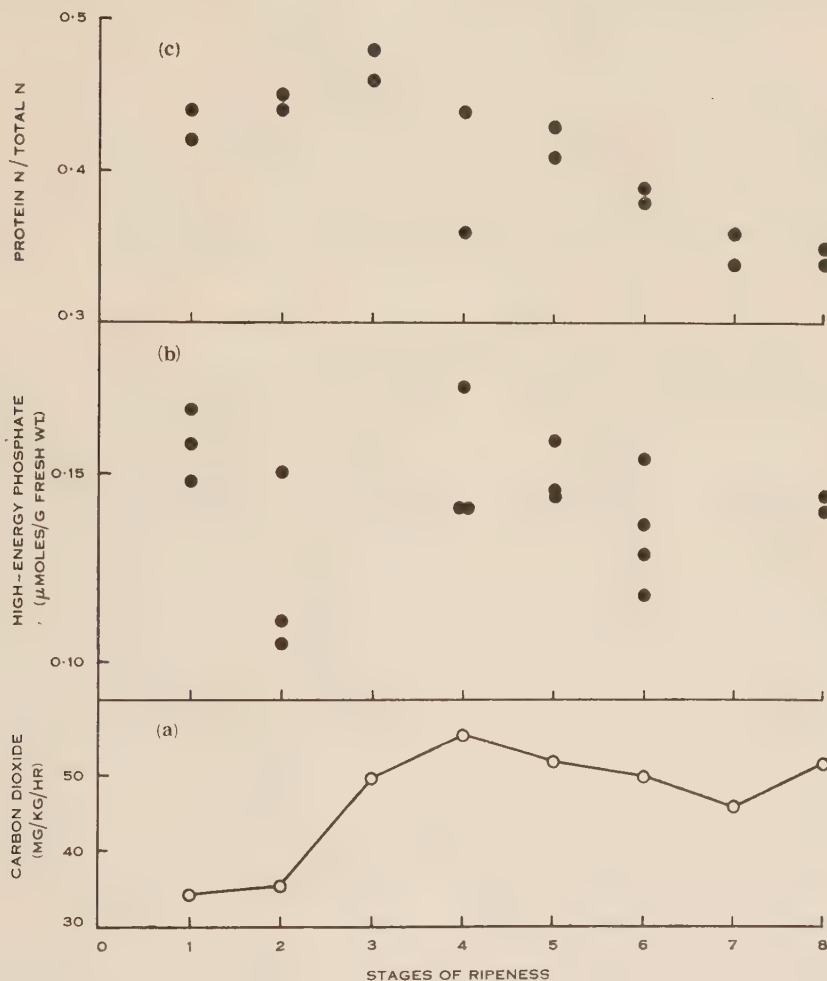 0·5
(c)
PROTEIN N / TOTAL N
0·4
0·3
(b)
HIGH-ENERGY PHOSPHATE
(μMOLES/G FRESH WT.)
0·15
0·10
(a)
CARBON DIOXIDE
(MG/KG/HR)
50
40
30
0 1 2 3 4 5 6 7 8
STAGES OF RIPENESS